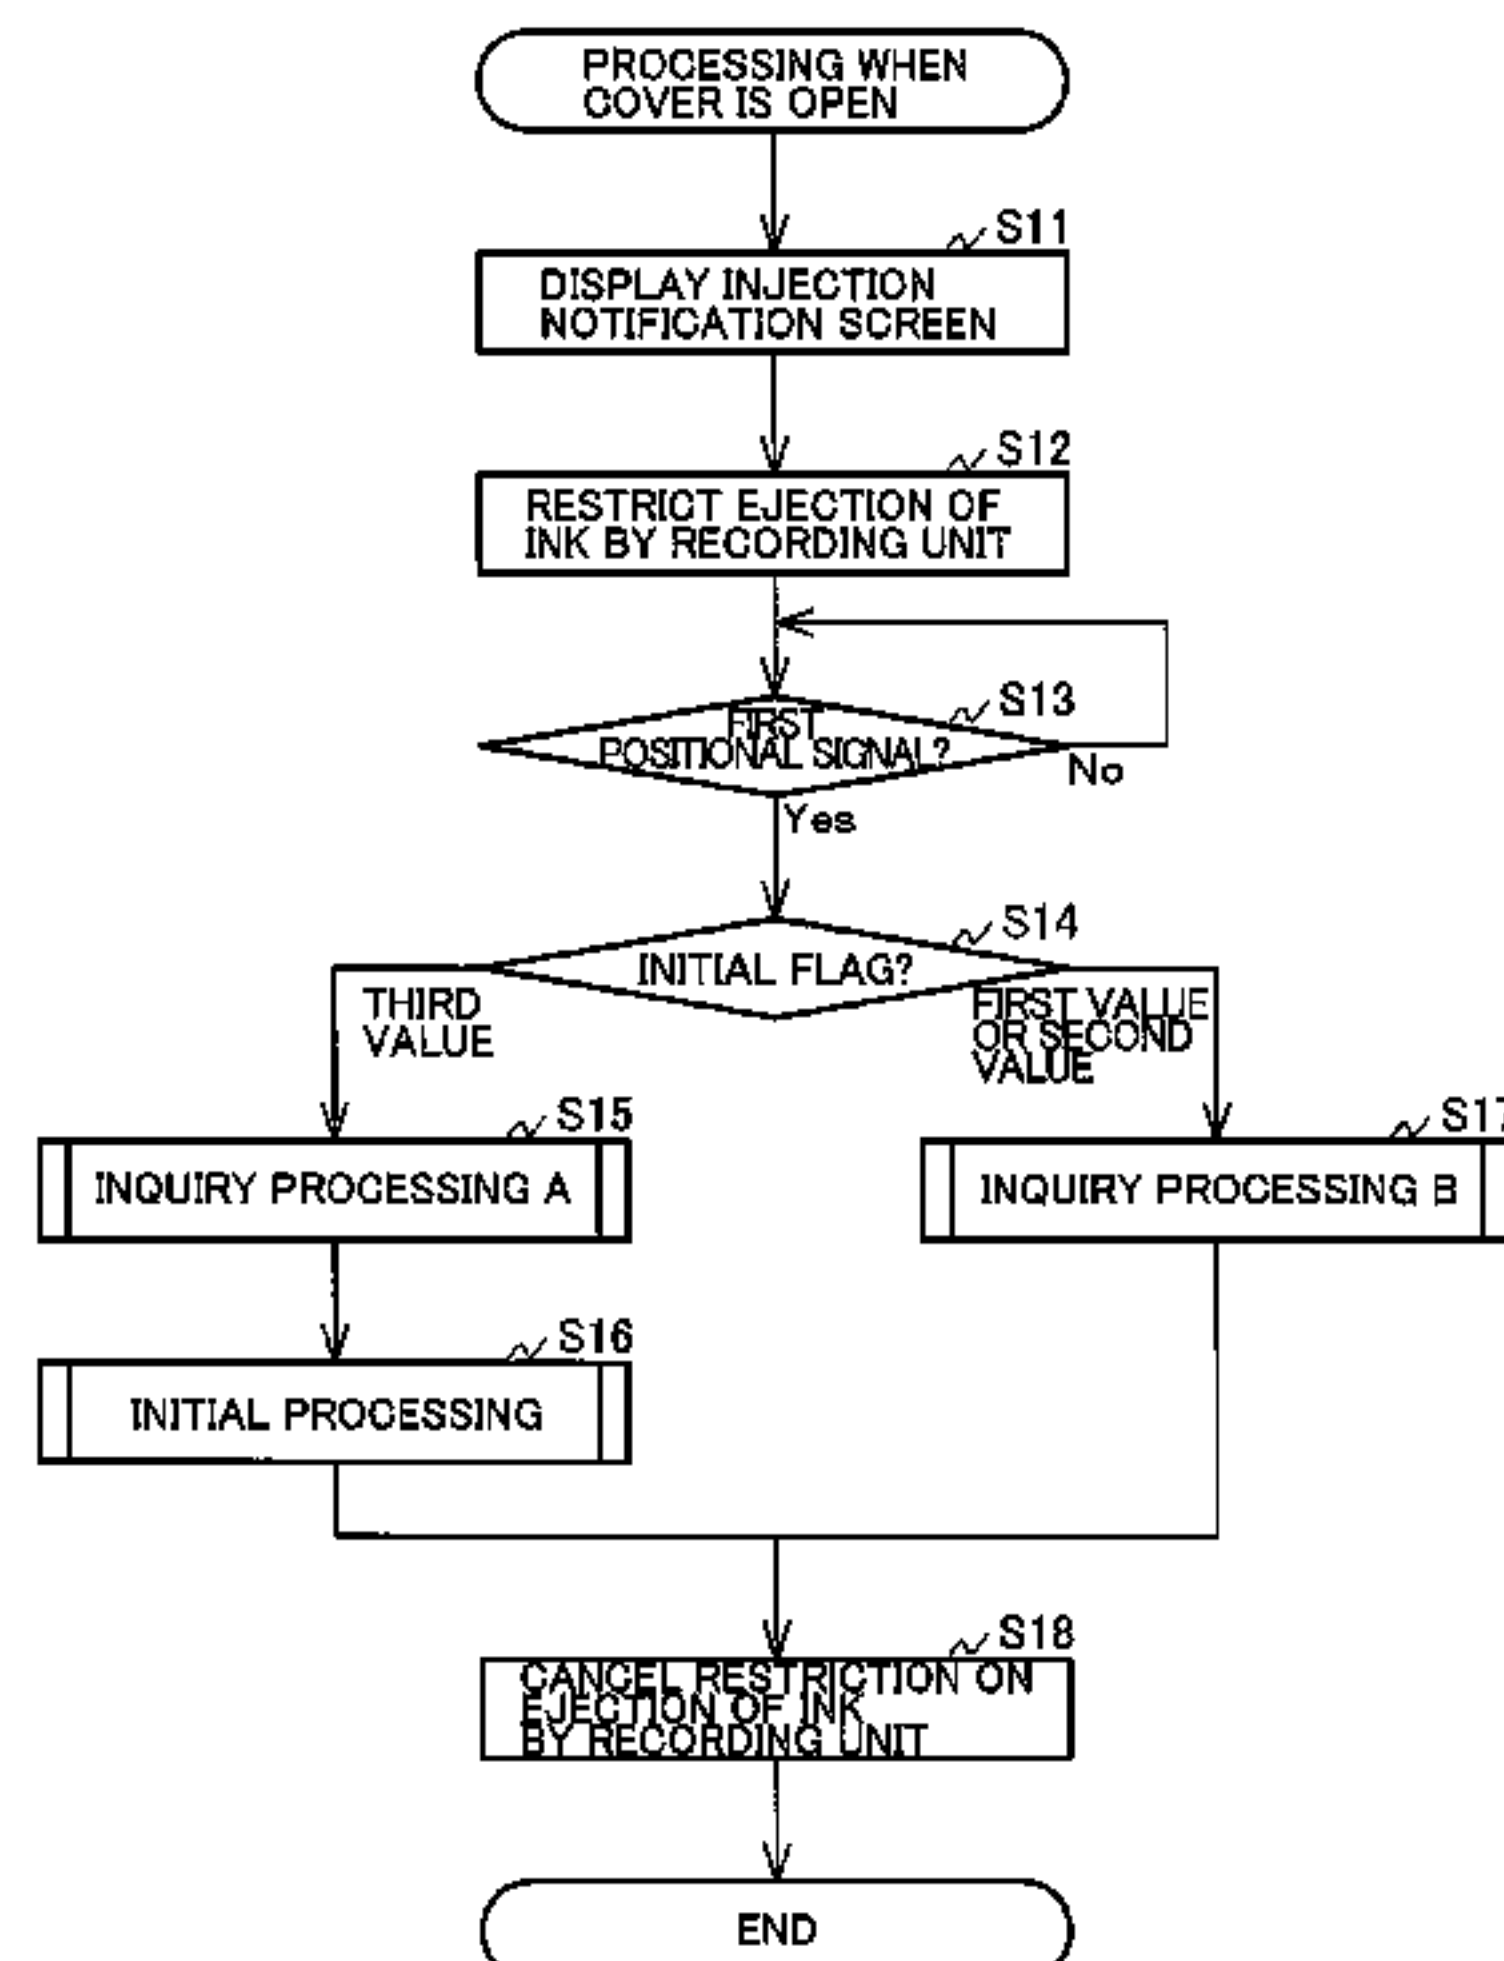 PROCESSING WHEN
COVER IS OPEN
S11
DISPLAY INJECTION
NOTIFICATION SCREEN
S12
RESTRICT EJECTION OF
INK BY RECORDING UNIT
S13
FIRST
POSITIONAL SIGNAL?
No
Yes
S14
INITIAL FLAG?
THIRD
VALUE
FIRST VALUE
OR SECOND
VALUE
S15
INQUIRY PROCESSING A
S17
INQUIRY PROCESSING B
S16
INITIAL PROCESSING
S18
CANCEL RESTRICTION ON
EJECTION OF INK
BY RECORDING UNIT
END